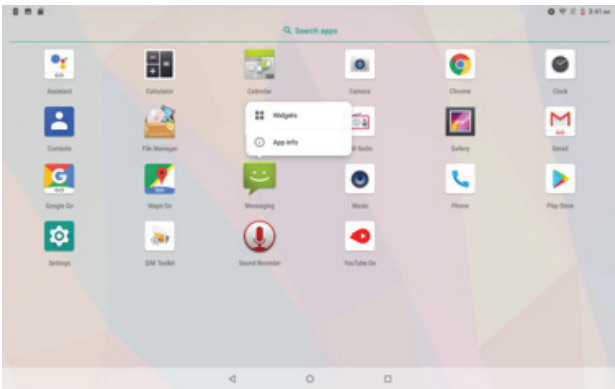 3:41 AM
Search apps
Assistant
Calculator
Calendar
Camera
Chrome
Clock
Widgets
App info
Contacts
File Manager
Radio
Gallery
Gmail
Google Go
Maps Go
Messaging
Music
Phone
Play Store
Settings
SIM Toolkit
Sound Recorder
YouTube Go